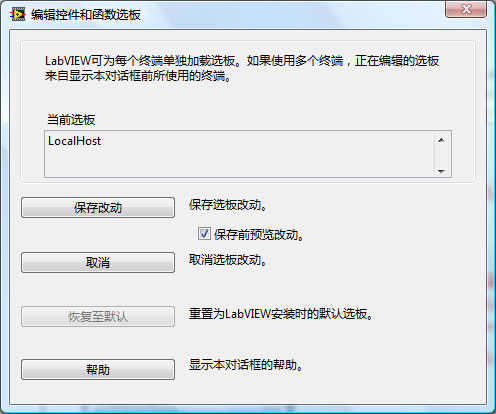 编辑控件和函数选板
LabVIEW可为每个终端单独加载选板。如果使用多个终端，正在编辑的选板
来自显示本对话框前所使用的终端。
当前选板
LocalHost
保存改动
保存选板改动。
保存前预览改动。
取消
取消选板改动。
恢复至默认
重置为LabVIEW安装时的默认选板。
帮助
显示本对话框的帮助。